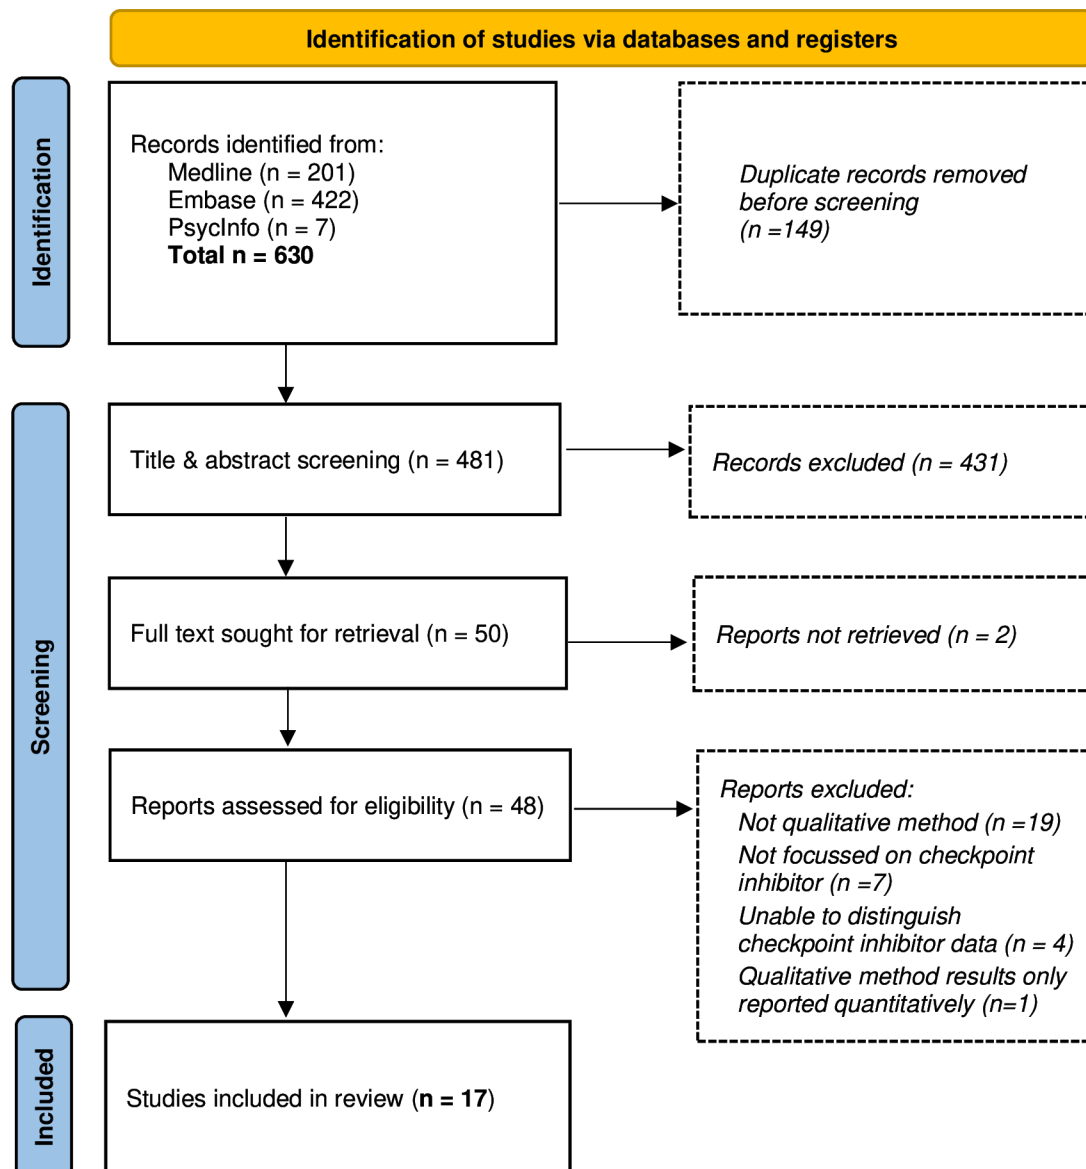 Identification of studies via databases and registers
Identification
Records identified from:
Medline (n = 201)
Embase (n = 422)
PsycInfo (n = 7)
Total n = 630
Duplicate records removed
before screening
(n =149)
Screening
Title & abstract screening (n = 481)
Records excluded (n = 431)
Full text sought for retrieval (n = 50)
Reports not retrieved (n = 2)
Reports assessed for eligibility (n = 48)
Reports excluded:
Not qualitative method (n =19)
Not focussed on checkpoint
inhibitor (n =7)
Unable to distinguish
checkpoint inhibitor data (n = 4)
Qualitative method results only
reported quantitatively (n=1)
Included
Studies included in review (n = 17)